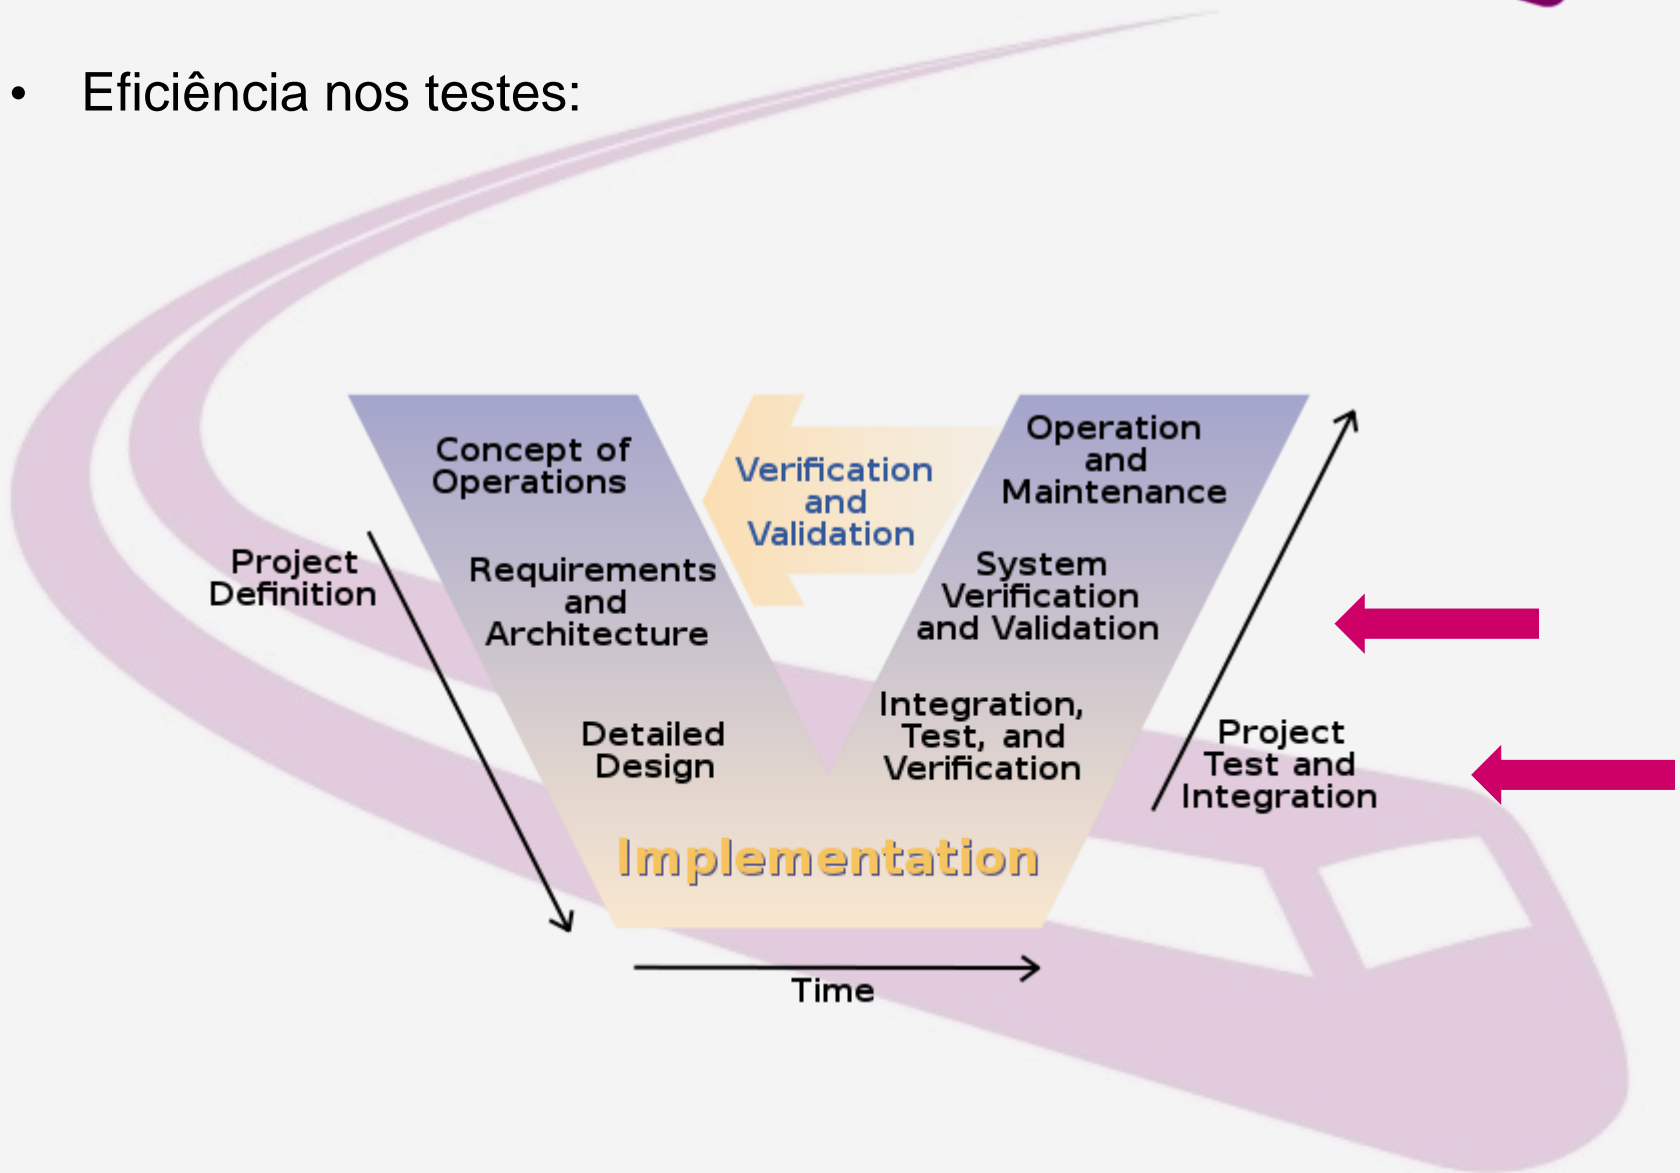 • Eficiência nos testes:
Concept of
Operations
Verification
and
Validation
Operation
and
Maintenance
Project
Definition
Requirements
and
Architecture
System
Verification
and Validation
Detailed
Design
Integration,
Test, and
Verification
Project
Test and
Integration
Implementation
Time